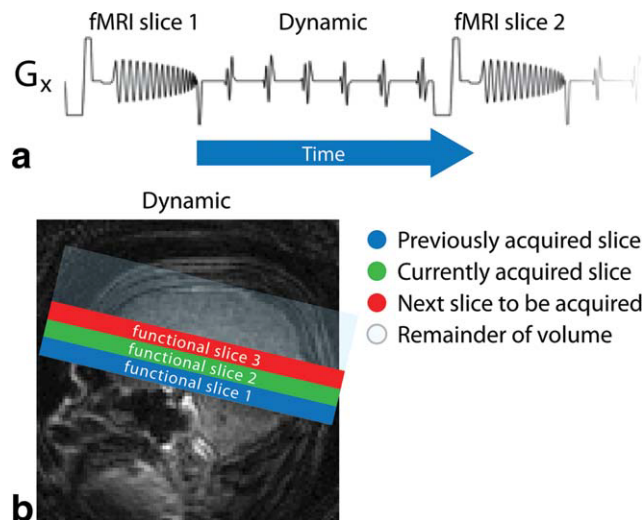 fMRI slice 1 Dynamic fMRI slice 2
Gx
Time
a
Dynamic
functional slice 3
functional slice 2
functional slice 1
Previously acquired slice
Currently acquired slice
Next slice to be acquired
Remainder of volume
b